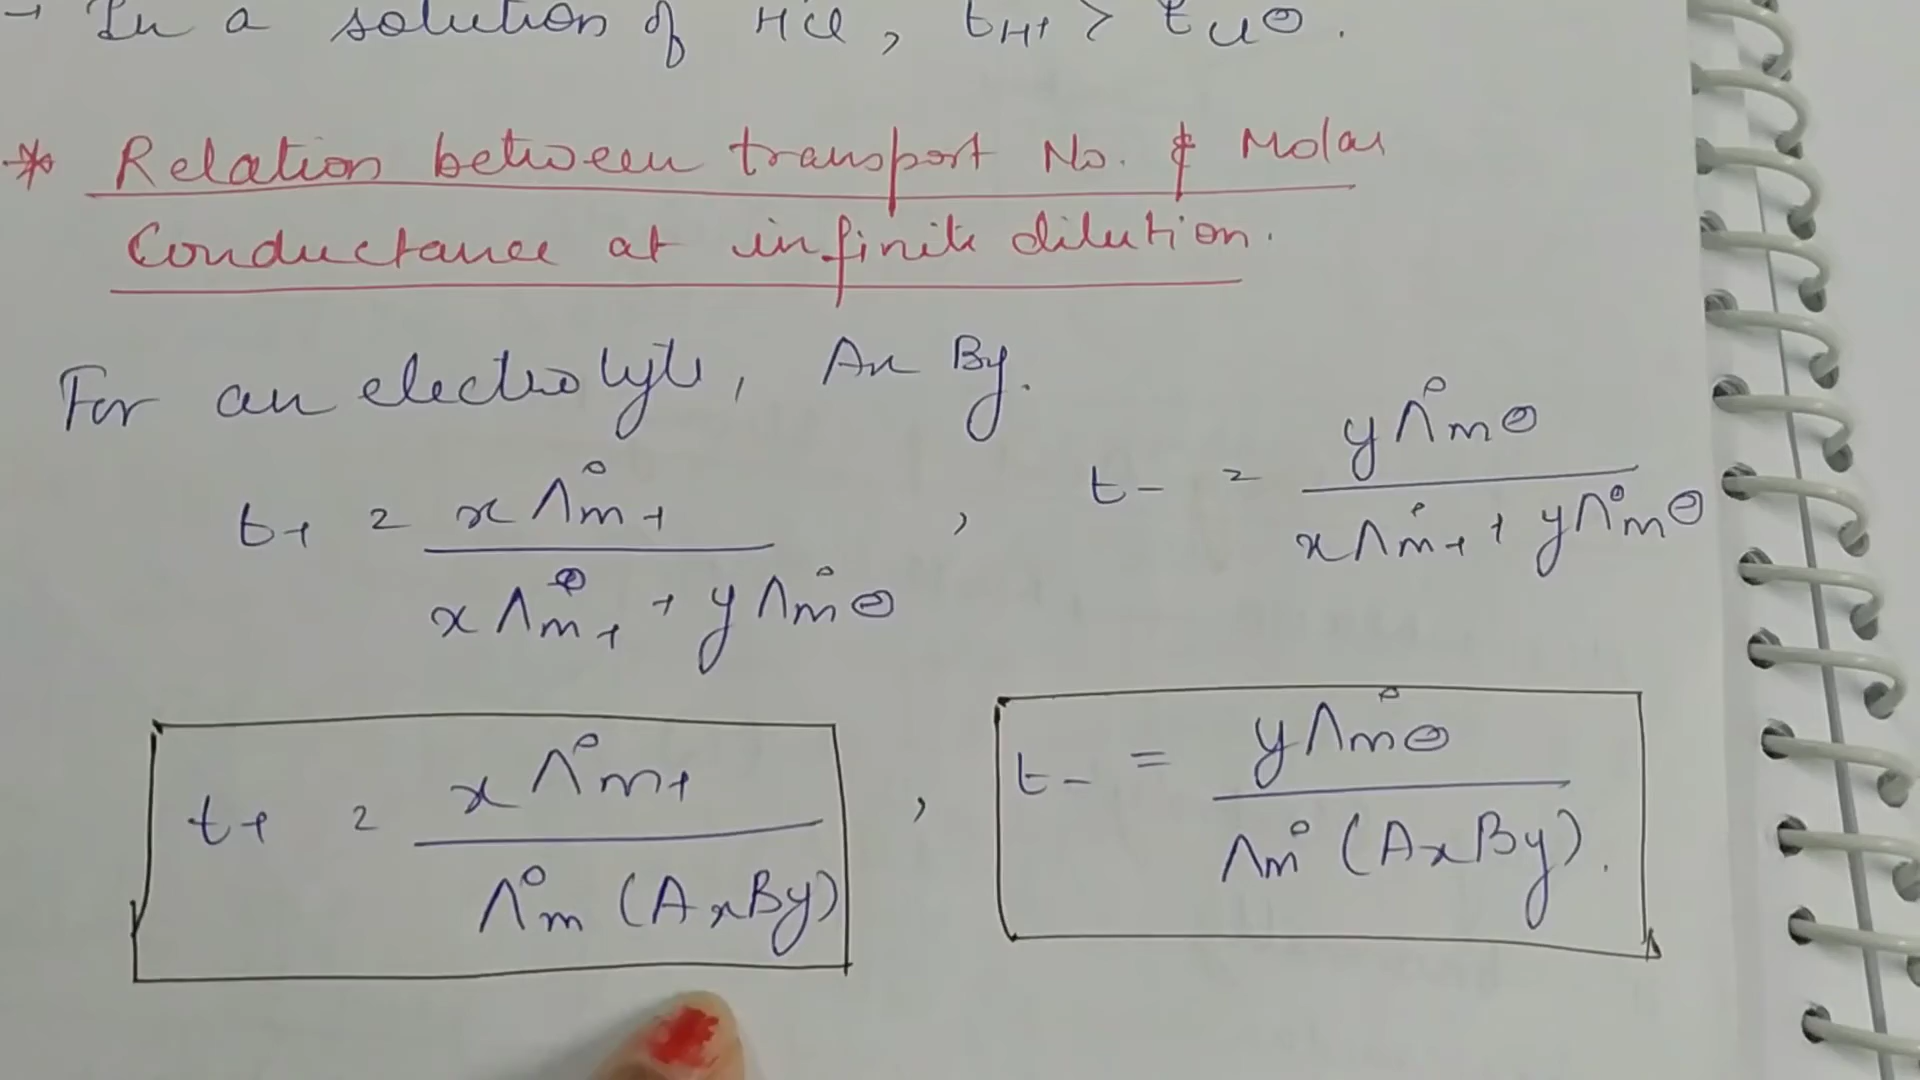 → In a solution of HCl, tH+ > tCl⊖.
* Relation between transport No. & Molar
Conductance at infinite dilution.
For an electrolyte, AxBy.
t+ = xΛ°m+ / xΛ°m+ + yΛ°m⊖ , t- = yΛ°m⊖ / xΛ°m+ + yΛ°m⊖
t+ = xΛ°m+ / Λ°m (AxBy) , t- = yΛ°m⊖ / Λ°m (AxBy).